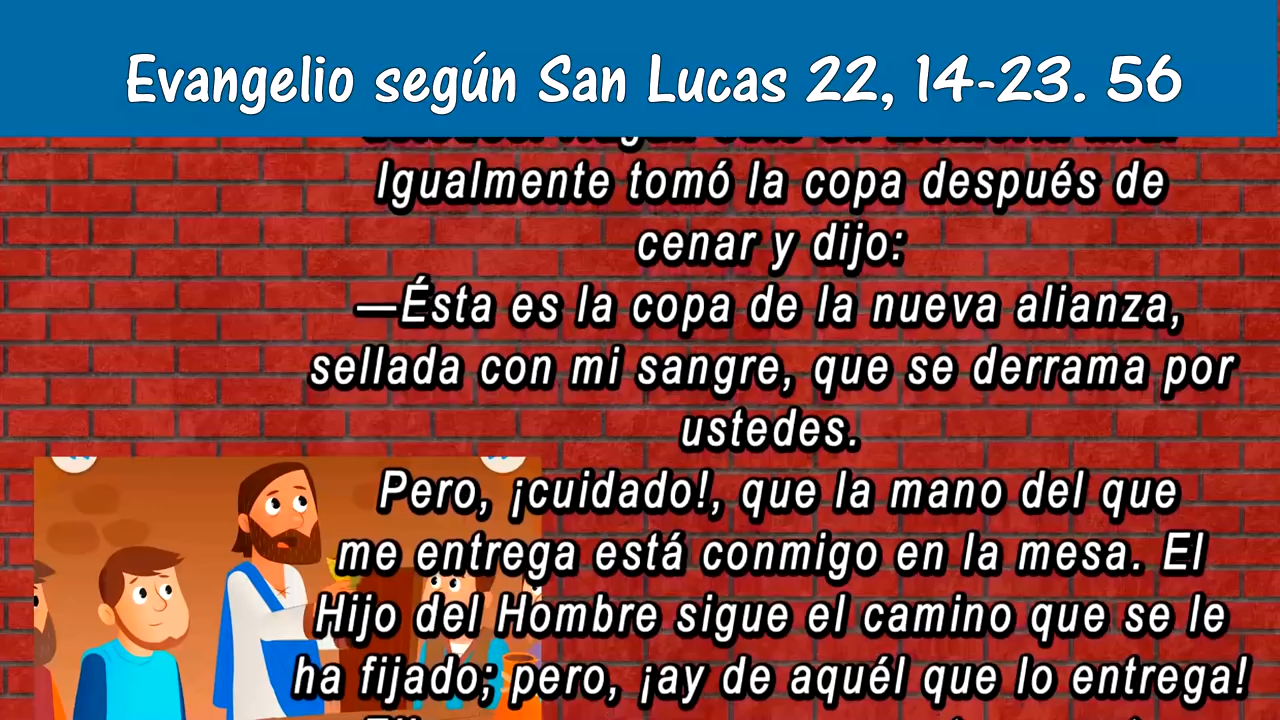 Evangelio según San Lucas 22, 14-23. 56
Igualmente tomó la copa después de
cenar y dijo:
—Ésta es la copa de la nueva alianza,
sellada con mi sangre, que se derrama por
ustedes.
Pero, ¡cuidado!, que la mano del que
me entrega está conmigo en la mesa. El
Hijo del Hombre sigue el camino que se le
ha fijado; pero, ¡ay de aquél que lo entrega!